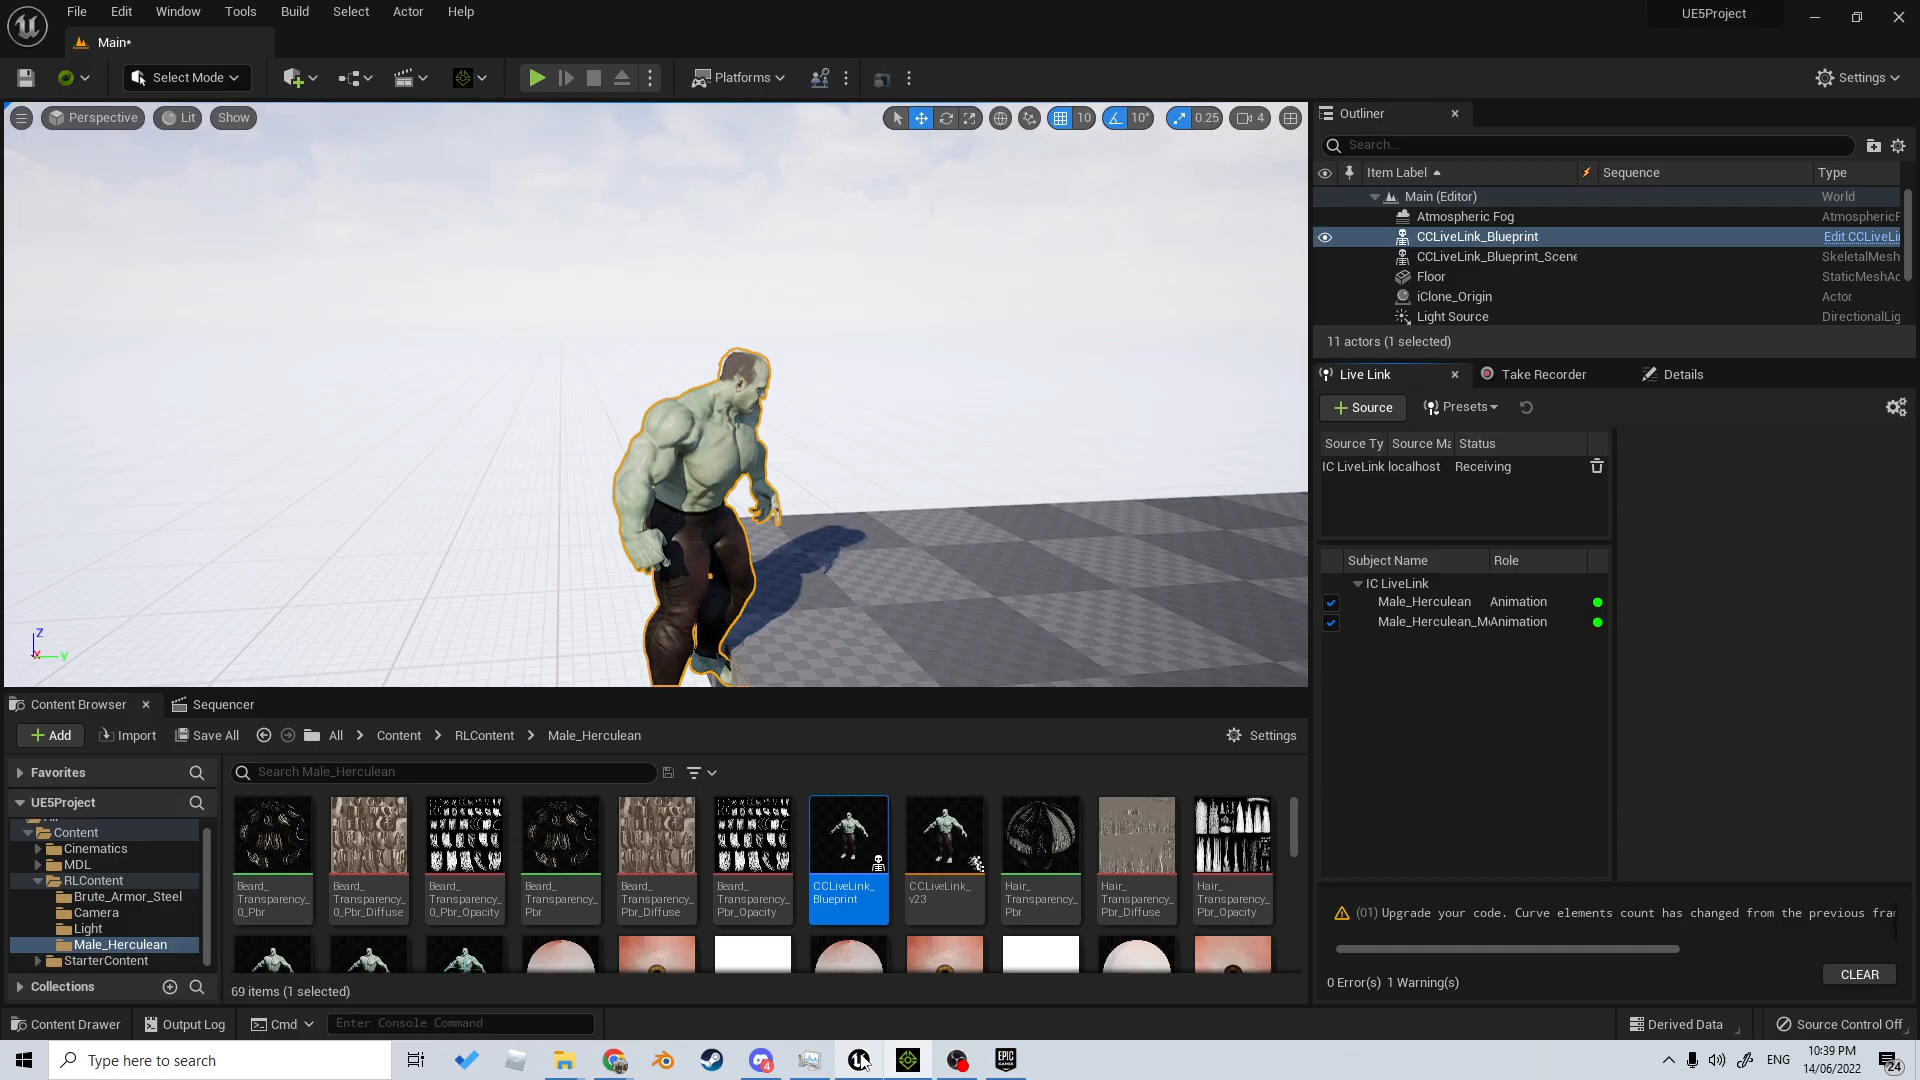 File Edit Window Tools Build Select Actor Help
UE5Project
Main*
Select Mode
Platforms
Settings
Perspective Lit Show
10 10° 0.25 4
Z
X Y
Outliner
Search...
Item Label Sequence Type
Main (Editor) World
Atmospheric Fog AtmosphericF
CCLiveLink_Blueprint Edit CCLiveLi
CCLiveLink_Blueprint_Scene SkeletalMesh
Floor StaticMeshAc
iClone_Origin Actor
Light Source DirectionalLig
11 actors (1 selected)
Live Link Take Recorder Details
Source Presets
Source Ty Source Ma Status
IC LiveLink localhost Receiving
Subject Name Role
IC LiveLink
Male_Herculean Animation
Male_Herculean_M Animation
(01) Upgrade your code. Curve elements count has changed from the previous fra
0 Error(s) 1 Warning(s)
CLEAR
Content Browser Sequencer
Add Import Save All All Content RLContent Male_Herculean Settings
Favorites
Search Male_Herculean
UE5Project
Content
Cinematics
MDL
RLContent
Brute_Armor_Steel
Camera
Light
Male_Herculean
StarterContent
Collections
Beard_ Transparency_ 0_Pbr
Beard_ Transparency_ 0_Pbr_Diffuse
Beard_ Transparency_ 0_Pbr_Opacity
Beard_ Transparency_ Pbr
Beard_ Transparency_ Pbr_Diffuse
Beard_ Transparency_ Pbr_Opacity
CCLiveLink_ Blueprint
CCLiveLink_ v23
Hair_ Transparency_ Pbr
Hair_ Transparency_ Pbr_Diffuse
Hair_ Transparency_ Pbr_Opacity
69 items (1 selected)
Content Drawer Output Log Cmd Enter Console Command
Derived Data Source Control Off
Type here to search
4
EPIC GAMES
ENG
10:39 PM
14/06/2022
24